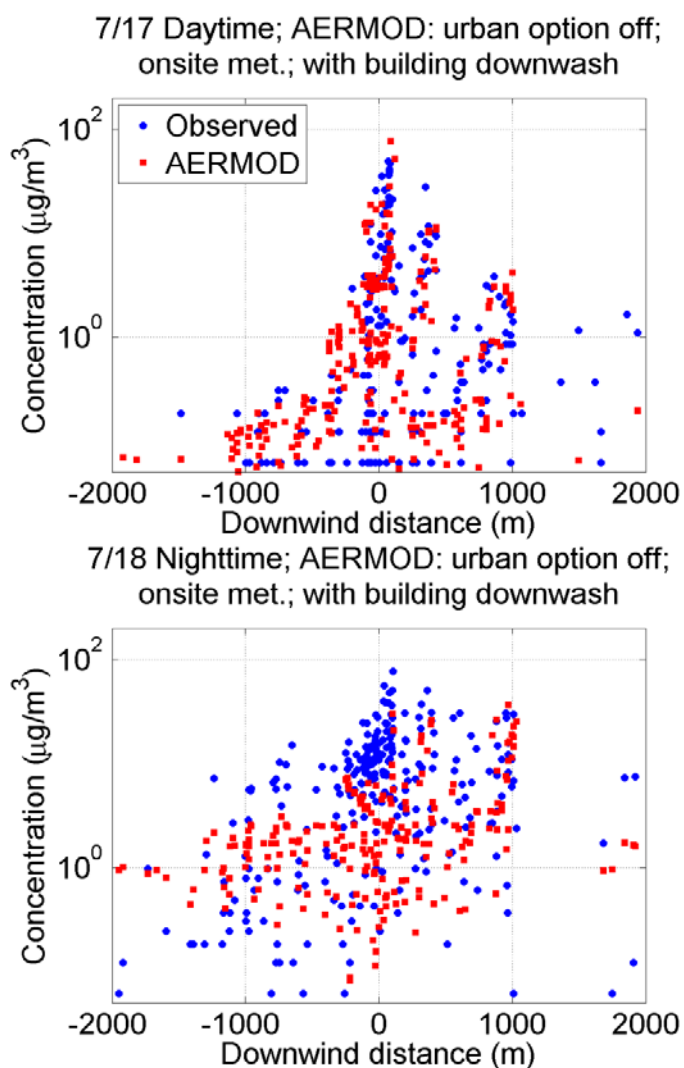 7/17 Daytime; AERMOD: urban option off;
onsite met.; with building downwash
Concentration (μg/m³)
10²
10⁰
Observed
AERMOD
-2000 -1000 0 1000 2000
Downwind distance (m)
7/18 Nighttime; AERMOD: urban option off;
onsite met.; with building downwash
Concentration (μg/m³)
10²
10⁰
-2000 -1000 0 1000 2000
Downwind distance (m)